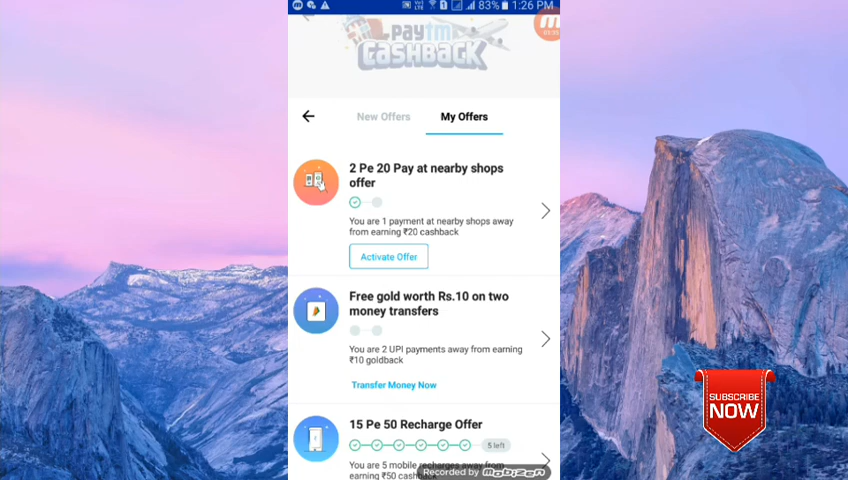 VoJ
LTE
83%
1:26 PM
paytm
CASHBACK
New Offers
My Offers
2 Pe 20 Pay at nearby shops
offer
You are 1 payment at nearby shops away
from earning ₹20 cashback
Activate Offer
Free gold worth Rs.10 on two
money transfers
You are 2 UPI payments away from earning
₹10 goldback
Transfer Money Now
15 Pe 50 Recharge Offer
5 left
You are 5 mobile recharges away from
earning ₹50 cashback
Recorded by MOBIZEN
SUBSCRIBE
NOW